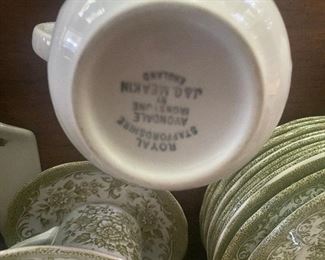 ROYAL
STAFFORDSHIRE
AVONDALE
IRONSTONE
BY
J&G. MEAKIN
ENGLAND